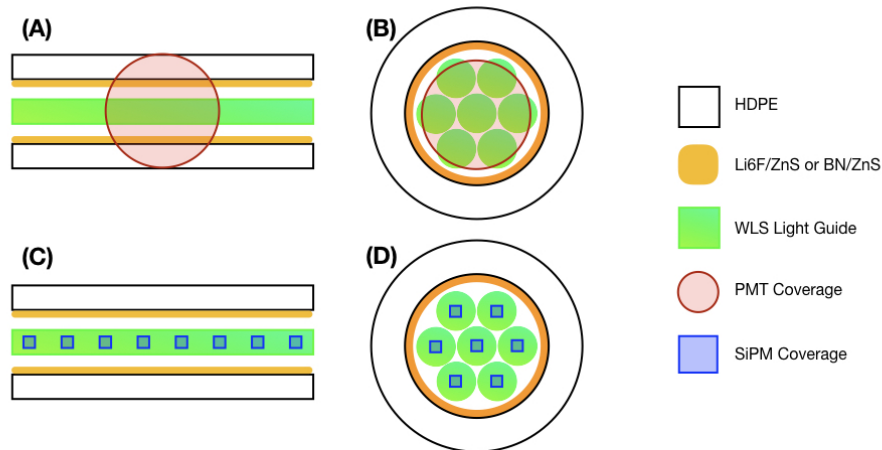 (A)
(B)
HDPE
Li6F/ZnS or BN/ZnS
WLS Light Guide
(C)
(D)
PMT Coverage
SiPM Coverage